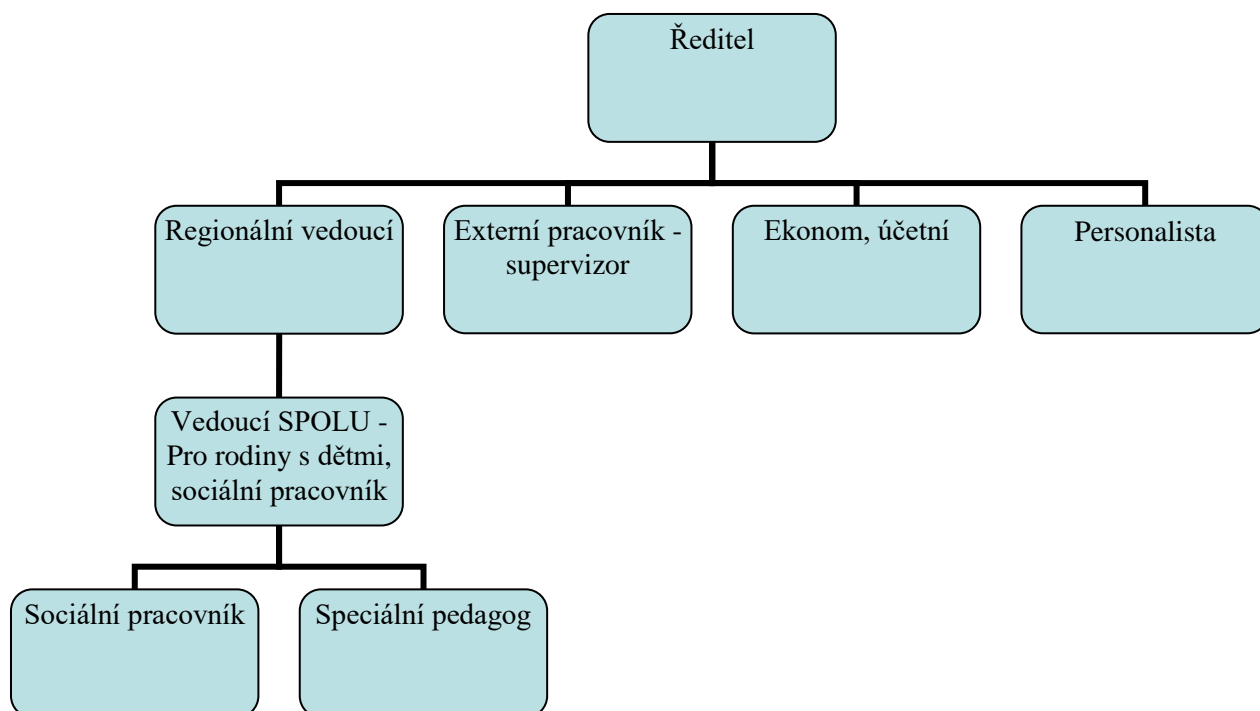 Ředitel
Regionální vedoucí
Externí pracovník -
supervizor
Ekonom, účetní
Personalista
Vedoucí SPOLU -
Pro rodiny s dětmi,
sociální pracovník
Sociální pracovník
Speciální pedagog